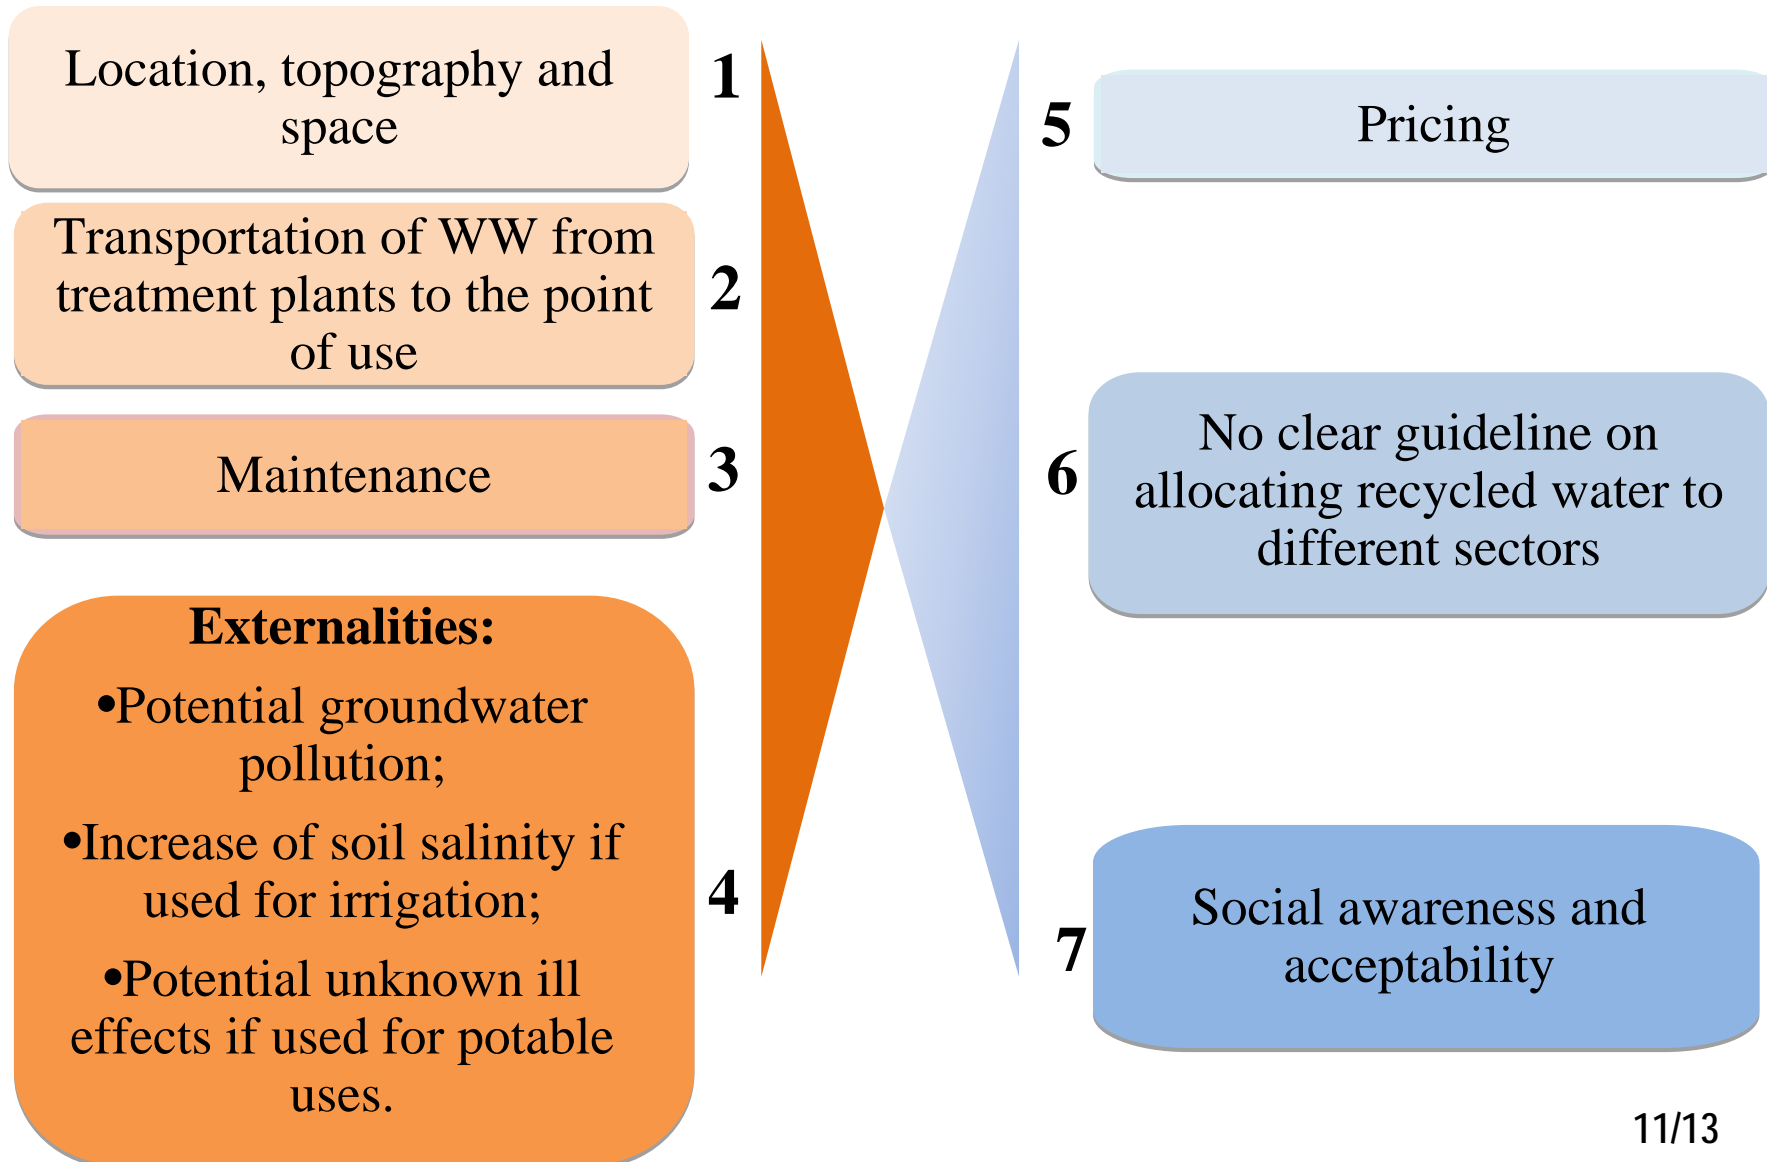 Location, topography and
space
1
Transportation of WW from
treatment plants to the point
of use
2
Maintenance
3
Externalities:
•Potential groundwater
pollution;
•Increase of soil salinity if
used for irrigation;
•Potential unknown ill
effects if used for potable
uses.
4
5
Pricing
6
No clear guideline on
allocating recycled water to
different sectors
7
Social awareness and
acceptability
11/13